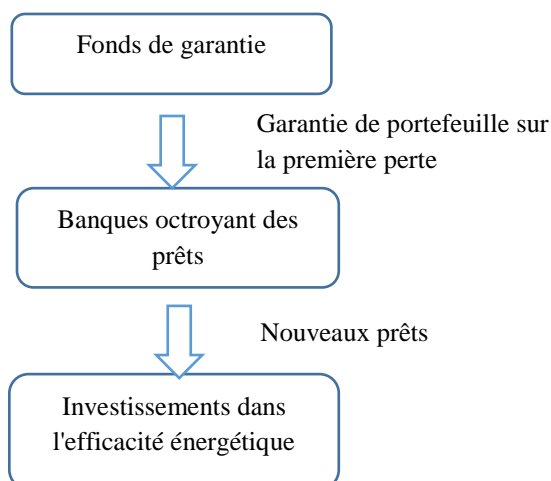 Fonds de garantie
Garantie de portefeuille sur
la première perte
Banques octroyant des
prêts
Nouveaux prêts
Investissements dans
l'efficacité énergétique